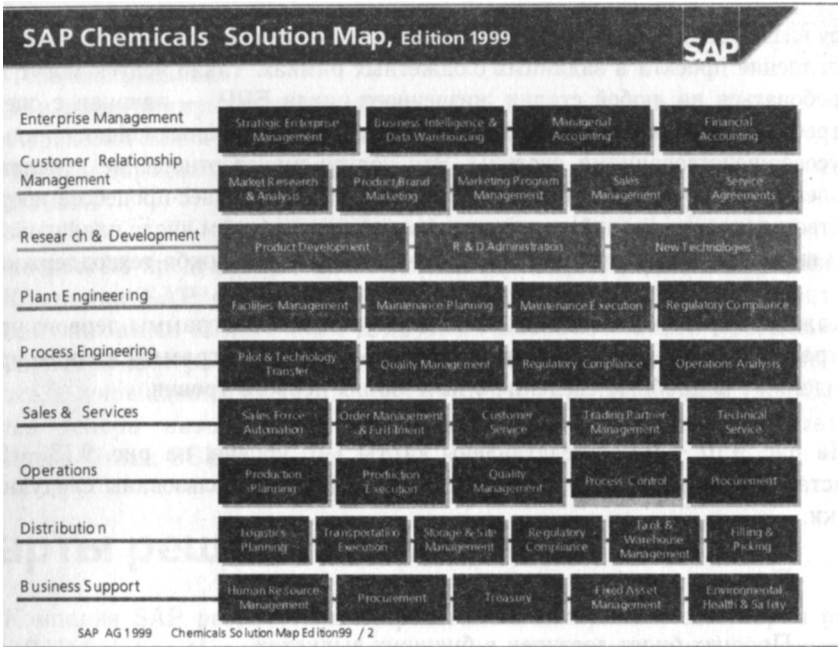 SAP Chemicals Solution Map, Edition 1999
SAP
Enterprise Management
Strategic Enterprise
Management
Business Intelligence &
Data Warehousing
Managerial
Accounting
Financial
Accounting
Customer Relationship
Management
Market Research
& Analysis
Product/Brand
Marketing
Marketing Program
Management
Sales
Management
Service
Agreements
Research & Development
Product Development
R & D Administration
New Technologies
Plant Engineering
Facilities Management
Maintenance Planning
Maintenance Execution
Regulatory Compliance
Process Engineering
Pilot & Technology
Transfer
Quality Management
Regulatory Compliance
Operations Analysis
Sales & Services
Sales Force
Automation
Order Management
& Fulfilment
Customer
Service
Trading Partner
Management
Technical
Service
Operations
Production
Planning
Production
Execution
Quality
Management
Process Control
Procurement
Distribution
Logistics
Planning
Transportation
Execution
Storage & Site
Management
Regulatory
Compliance
Tank &
Warehouse
Management
Filling &
Picking
Business Support
Human Resource
Management
Procurement
Treasury
Fixed Asset
Management
Environmental
Health & Safety
SAP AG 1999 Chemicals Solution Map Edition99 / 2